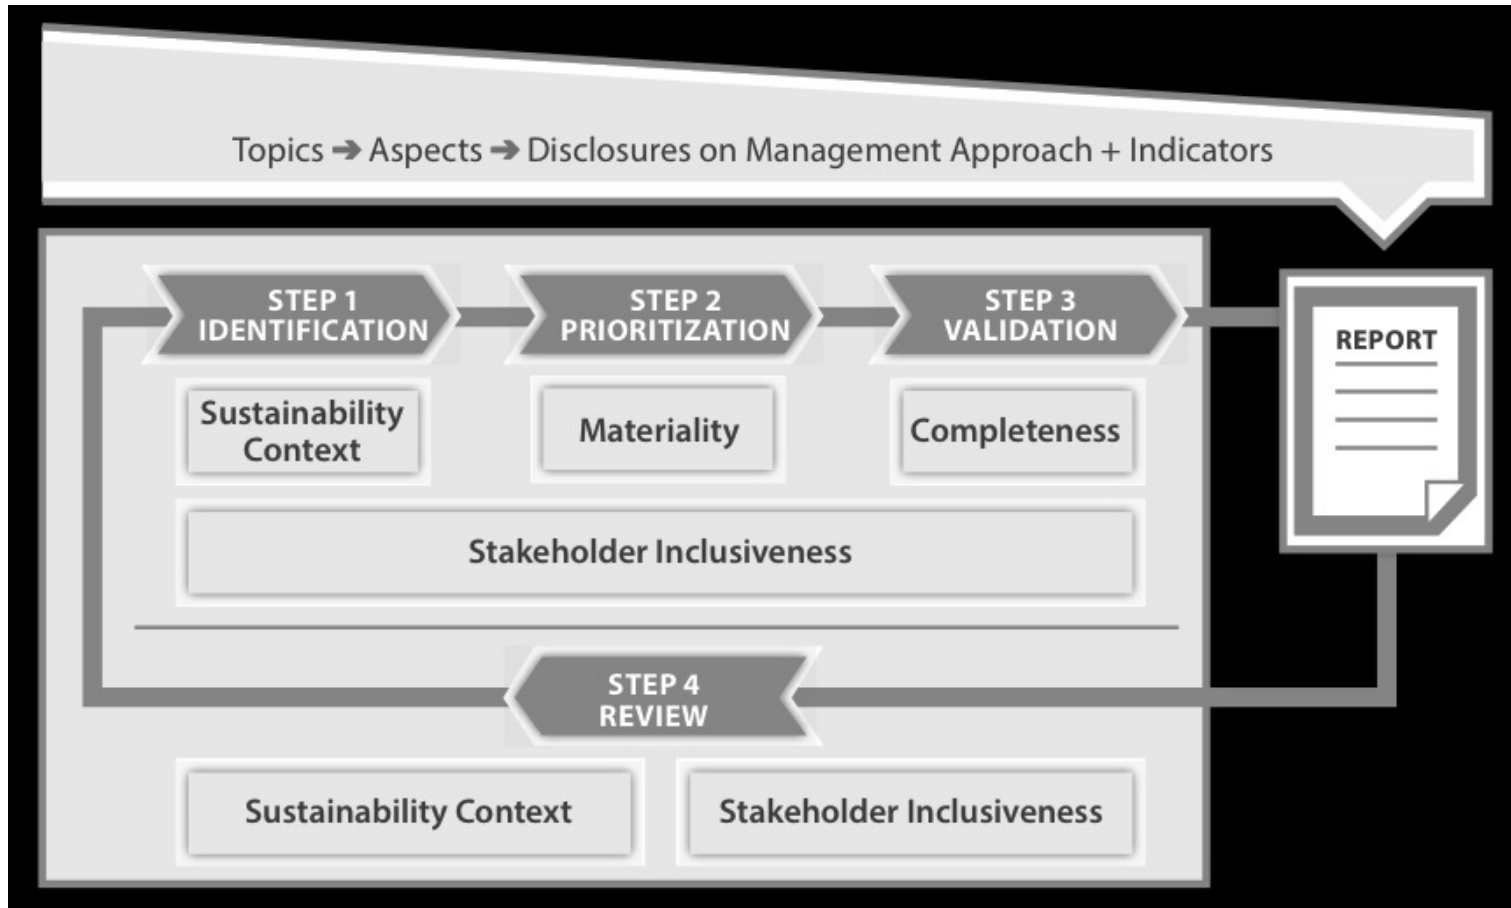 Topics ➔ Aspects ➔ Disclosures on Management Approach + Indicators
STEP 1
IDENTIFICATION
STEP 2
PRIORITIZATION
STEP 3
VALIDATION
REPORT
Sustainability
Context
Materiality
Completeness
Stakeholder Inclusiveness
STEP 4
REVIEW
Sustainability Context
Stakeholder Inclusiveness